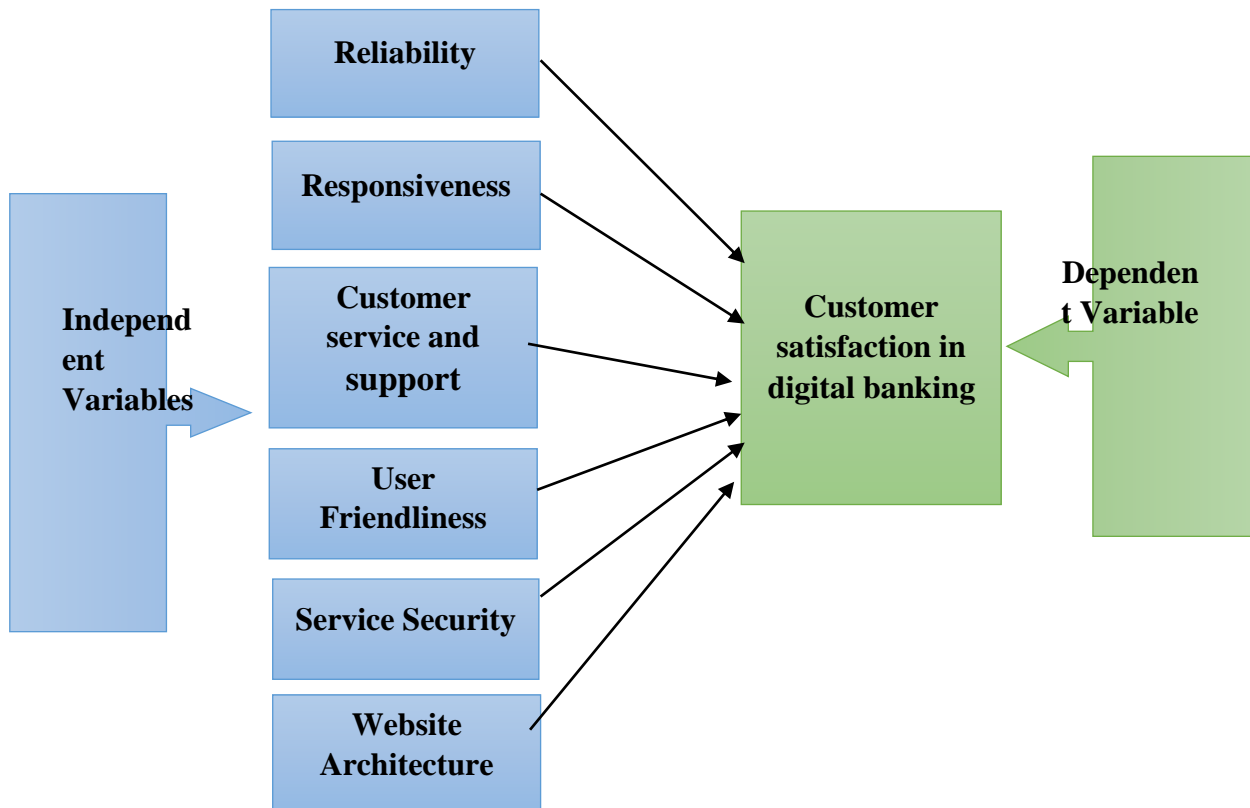 Reliability
Responsiveness
Customer
service and
support
User
Friendliness
Service Security
Website
Architecture
Independ
ent
Variables
Customer
satisfaction in
digital banking
Dependen
t Variable